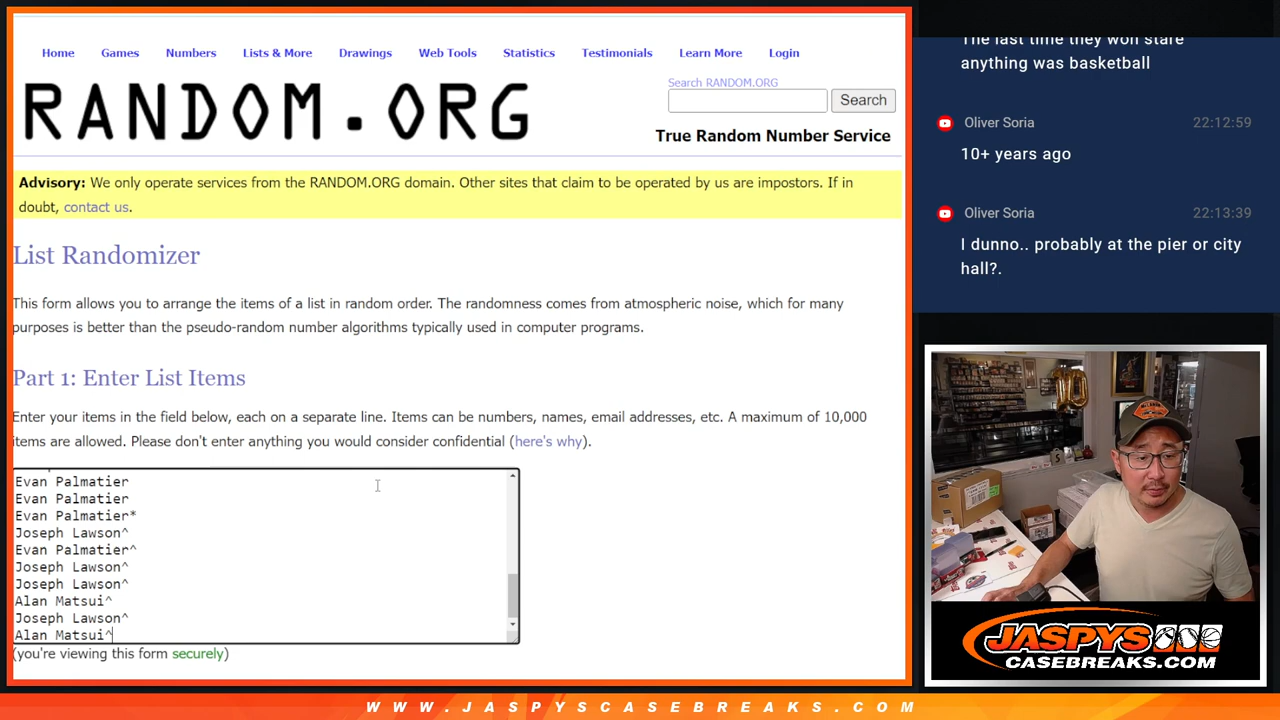 Home Games Numbers Lists & More Drawings Web Tools Statistics Testimonials Learn More Login
RANDOM.ORG
Search RANDOM.ORG
Search
True Random Number Service
Advisory: We only operate services from the RANDOM.ORG domain. Other sites that claim to be operated by us are impostors. If in
doubt, contact us.
List Randomizer
This form allows you to arrange the items of a list in random order. The randomness comes from atmospheric noise, which for many
purposes is better than the pseudo-random number algorithms typically used in computer programs.
Part 1: Enter List Items
Enter your items in the field below, each on a separate line. Items can be numbers, names, email addresses, etc. A maximum of 10,000
items are allowed. Please don't enter anything you would consider confidential (here's why).
Evan Palmatier
Evan Palmatier
Evan Palmatier*
Joseph Lawson^
Evan Palmatier^
Joseph Lawson^
Joseph Lawson^
Alan Matsui^
Joseph Lawson^
Alan Matsui^
(you're viewing this form securely)
The last time they won stare
anything was basketball
Oliver Soria 22:12:59
10+ years ago
Oliver Soria 22:13:39
I dunno.. probably at the pier or city
hall?.
10
JASPYS
CASEBREAKS.COM
WWW.JASPYSCASEBREAKS.COM